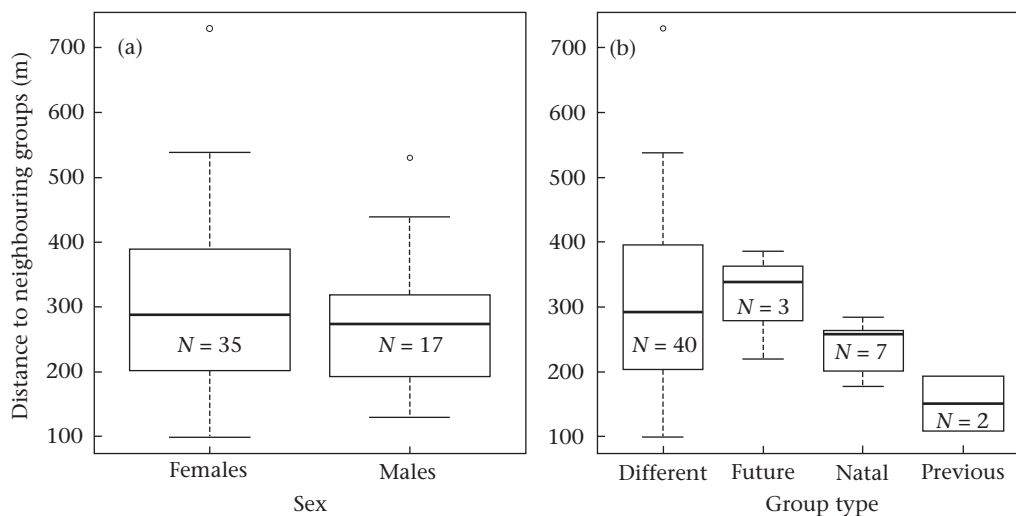 Distance to neighbouring groups (m)
700
600
500
400
300
200
100
(a)
N = 35
N = 17
Females
Males
Sex
700
600
500
400
300
200
100
(b)
N = 40
N = 3
N = 7
N = 2
Different
Future
Natal
Previous
Group type